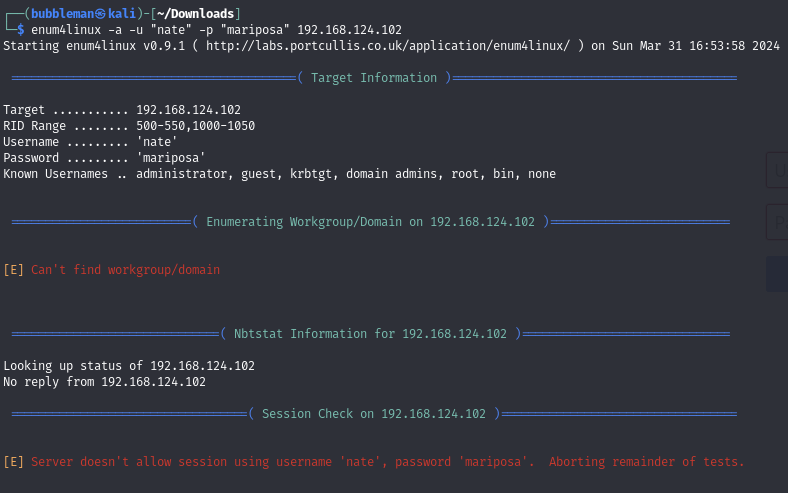 ┌──(bubbleman㉿kali)-[~/Downloads]
└─$ enum4linux -a -u "nate" -p "mariposa" 192.168.124.102
Starting enum4linux v0.9.1 ( http://labs.portcullis.co.uk/application/enum4linux/ ) on Sun Mar 31 16:53:58 2024
=========================================( Target Information )=========================================
Target ........... 192.168.124.102
RID Range ........ 500-550,1000-1050
Username ......... 'nate'
Password ......... 'mariposa'
Known Usernames .. administrator, guest, krbtgt, domain admins, root, bin, none
==========================( Enumerating Workgroup/Domain on 192.168.124.102 )==========================
[E] Can't find workgroup/domain
==============================( Nbtstat Information for 192.168.124.102 )==============================
Looking up status of 192.168.124.102
No reply from 192.168.124.102
==================================( Session Check on 192.168.124.102 )==================================
[E] Server doesn't allow session using username 'nate', password 'mariposa'.  Aborting remainder of tests.